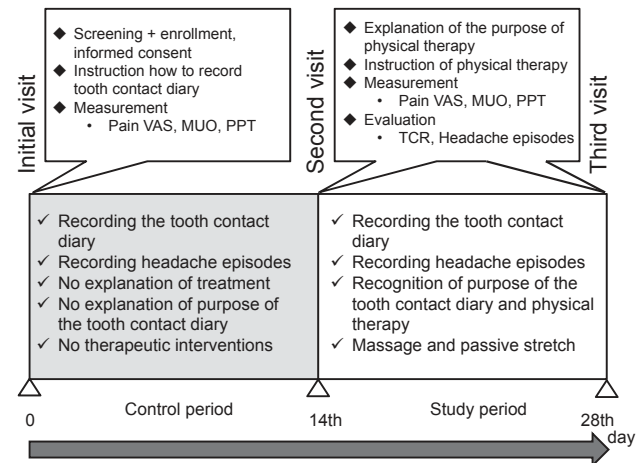 Initial visit
◆ Screening + enrollment,
informed consent
◆ Instruction how to record
tooth contact diary
◆ Measurement
• Pain VAS, MUO, PPT
Second visit
◆ Explanation of the purpose of
physical therapy
◆ Instruction of physical therapy
◆ Measurement
• Pain VAS, MUO, PPT
◆ Evaluation
• TCR, Headache episodes
Third visit
✓ Recording the tooth contact
diary
✓ Recording headache episodes
✓ No explanation of treatment
✓ No explanation of purpose of
the tooth contact diary
✓ No therapeutic interventions
✓ Recording the tooth contact
diary
✓ Recording headache episodes
✓ Recognition of purpose of the
tooth contact diary and physical
therapy
✓ Massage and passive stretch
0
Control period
14th
Study period
28th
day